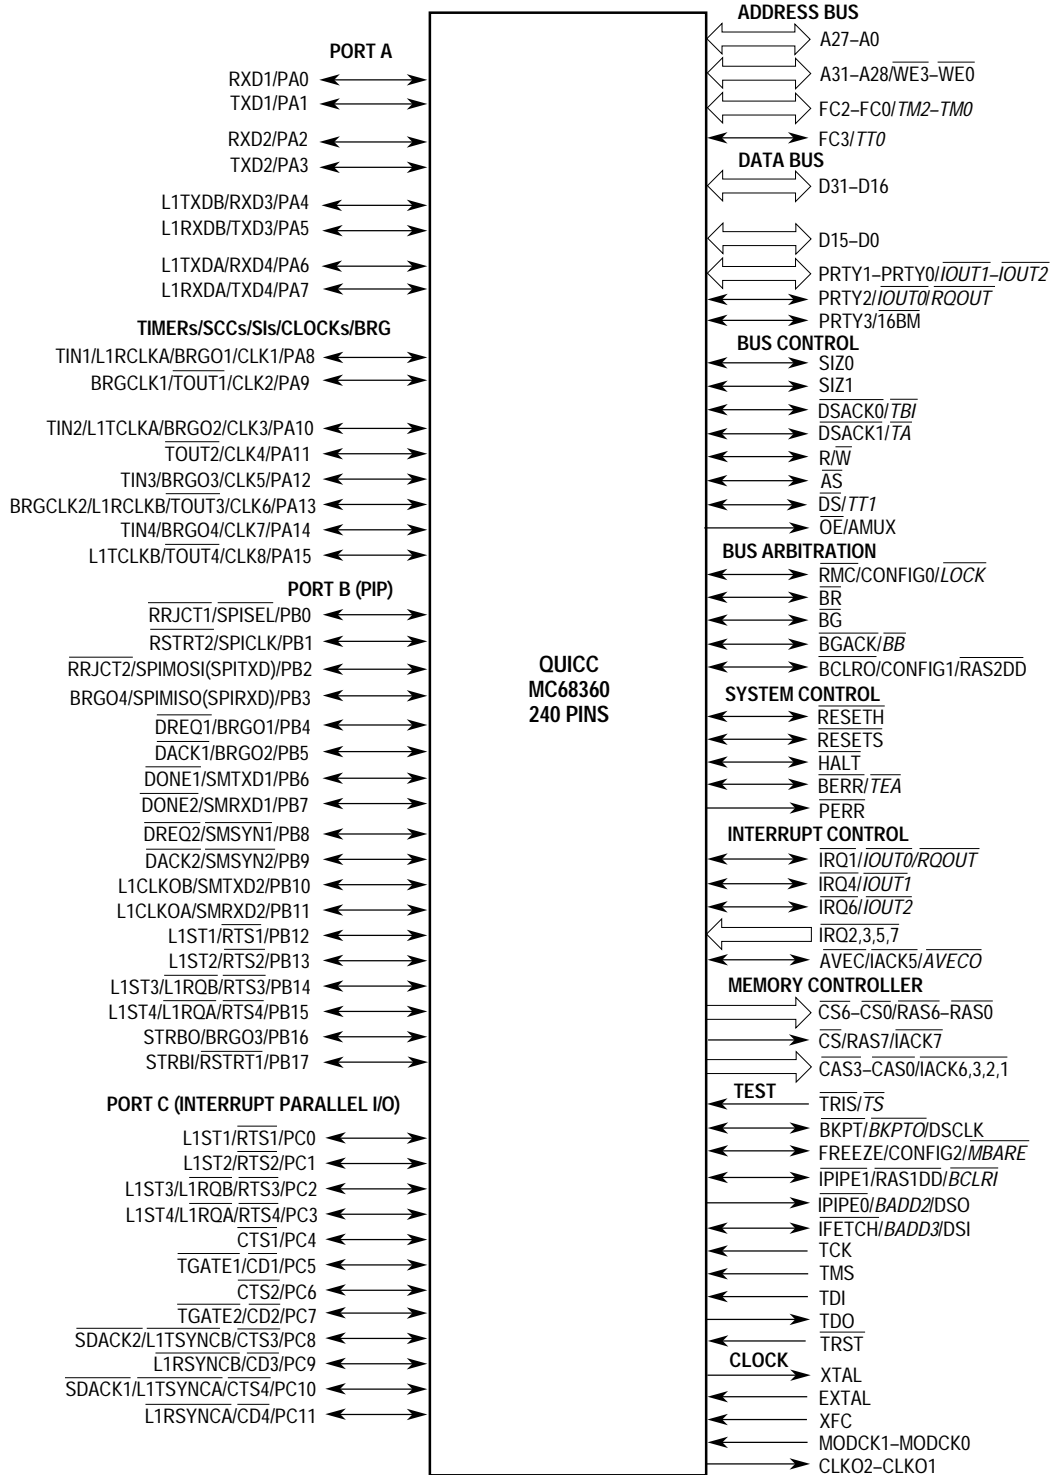 PORT A
RXD1/PA0
TXD1/PA1
RXD2/PA2
TXD2/PA3
L1TXDB/RXD3/PA4
L1RXDB/TXD3/PA5
L1TXDA/RXD4/PA6
L1RXDA/TXD4/PA7
TIMERs/SCCs/SIs/CLOCKs/BRG
TIN1/L1RCLKA/BRGO1/CLK1/PA8
BRGCLK1/TOUT1/CLK2/PA9
TIN2/L1TCLKA/BRGO2/CLK3/PA10
TOUT2/CLK4/PA11
TIN3/BRGO3/CLK5/PA12
BRGCLK2/L1RCLKB/TOUT3/CLK6/PA13
TIN4/BRGO4/CLK7/PA14
L1TCLKB/TOUT4/CLK8/PA15
PORT B (PIP)
RRJCT1/SPISEL/PB0
RSTRT2/SPICLK/PB1
RRJCT2/SPIMOSI(SPITXD)/PB2
BRGO4/SPIMISO(SPIRXD)/PB3
DREQ1/BRGO1/PB4
DACK1/BRGO2/PB5
DONE1/SMTXD1/PB6
DONE2/SMRXD1/PB7
DREQ2/SMSYN1/PB8
DACK2/SMSYN2/PB9
L1CLKOB/SMTXD2/PB10
L1CLKOA/SMRXD2/PB11
L1ST1/RTS1/PB12
L1ST2/RTS2/PB13
L1ST3/L1RQB/RTS3/PB14
L1ST4/L1RQA/RTS4/PB15
STRBO/BRGO3/PB16
STRBI/RSTRT1/PB17
PORT C (INTERRUPT PARALLEL I/O)
L1ST1/RTS1/PC0
L1ST2/RTS2/PC1
L1ST3/L1RQB/RTS3/PC2
L1ST4/L1RQA/RTS4/PC3
CTS1/PC4
TGATE1/CD1/PC5
CTS2/PC6
TGATE2/CD2/PC7
SDACK2/L1TSYNCB/CTS3/PC8
L1RSYNCB/CD3/PC9
SDACK1/L1TSYNCA/CTS4/PC10
L1RSYNCA/CD4/PC11
QUICC
MC68360
240 PINS
ADDRESS BUS
A27–A0
A31–A28/WE3–WE0
FC2–FC0/TM2–TM0
FC3/TT0
DATA BUS
D31–D16
D15–D0
PRTY1–PRTY0/IOUT1–IOUT2
PRTY2/IOUT0/RQOUT
PRTY3/16BM
BUS CONTROL
SIZ0
SIZ1
DSACK0/TBI
DSACK1/TA
R/W
AS
DS/TT1
OE/AMUX
BUS ARBITRATION
RMC/CONFIG0/LOCK
BR
BG
BGACK/BB
BCLRO/CONFIG1/RAS2DD
SYSTEM CONTROL
RESETH
RESETS
HALT
BERR/TEA
PERR
INTERRUPT CONTROL
IRQ1/IOUT0/RQOUT
IRQ4/IOUT1
IRQ6/IOUT2
IRQ2,3,5,7
AVEC/IACK5/AVECO
MEMORY CONTROLLER
CS6–CS0/RAS6–RAS0
CS/RAS7/IACK7
CAS3–CAS0/IACK6,3,2,1
TEST
TRIS/TS
BKPT/BKPTO/DSCLK
FREEZE/CONFIG2/MBARE
IPIPE1/RAS1DD/BCLRI
IPIPE0/BADD2/DSO
IFETCH/BADD3/DSI
TCK
TMS
TDI
TDO
TRST
CLOCK
XTAL
EXTAL
XFC
MODCK1–MODCK0
CLKO2–CLKO1